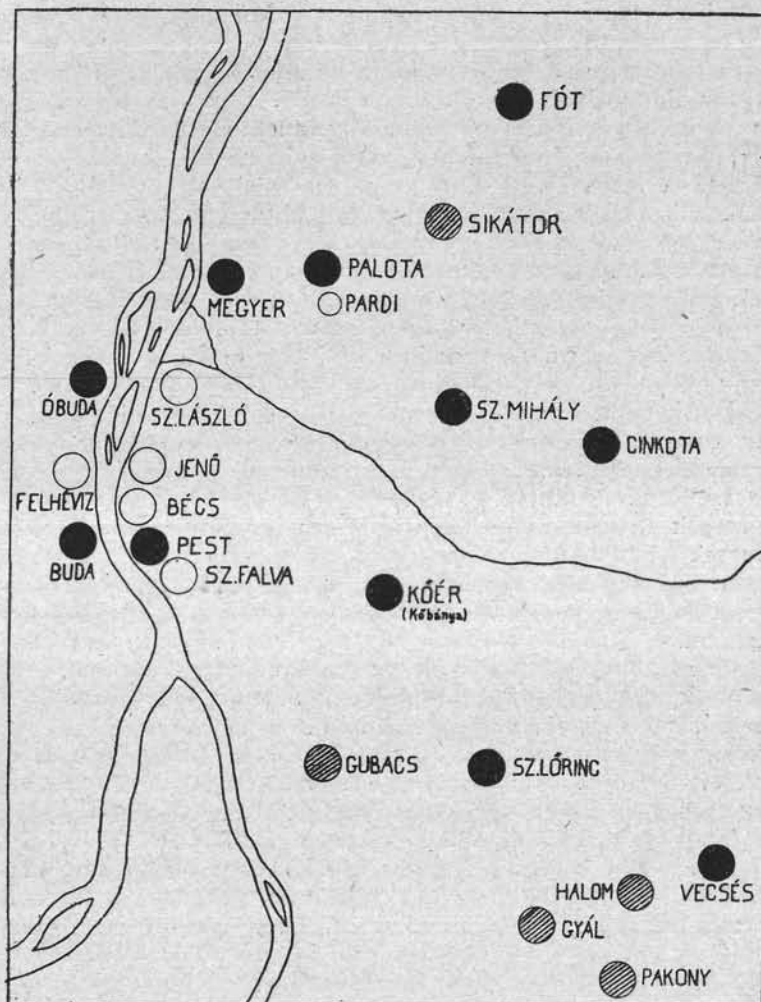 FÓT
SIKÁTOR
PALOTA
MEGYER
PARDI
ÓBUDA
SZ.LÁSZLÓ
SZ.MIHÁLY
CINKOTA
JENŐ
FELHÉVIZ
BÉCS
PEST
BUDA
SZ.FALVA
KŐÉR
(Kőbánya)
GUBACS
SZ.LŐRINC
HALOM
VECSÉS
GYÁL
PAKONY